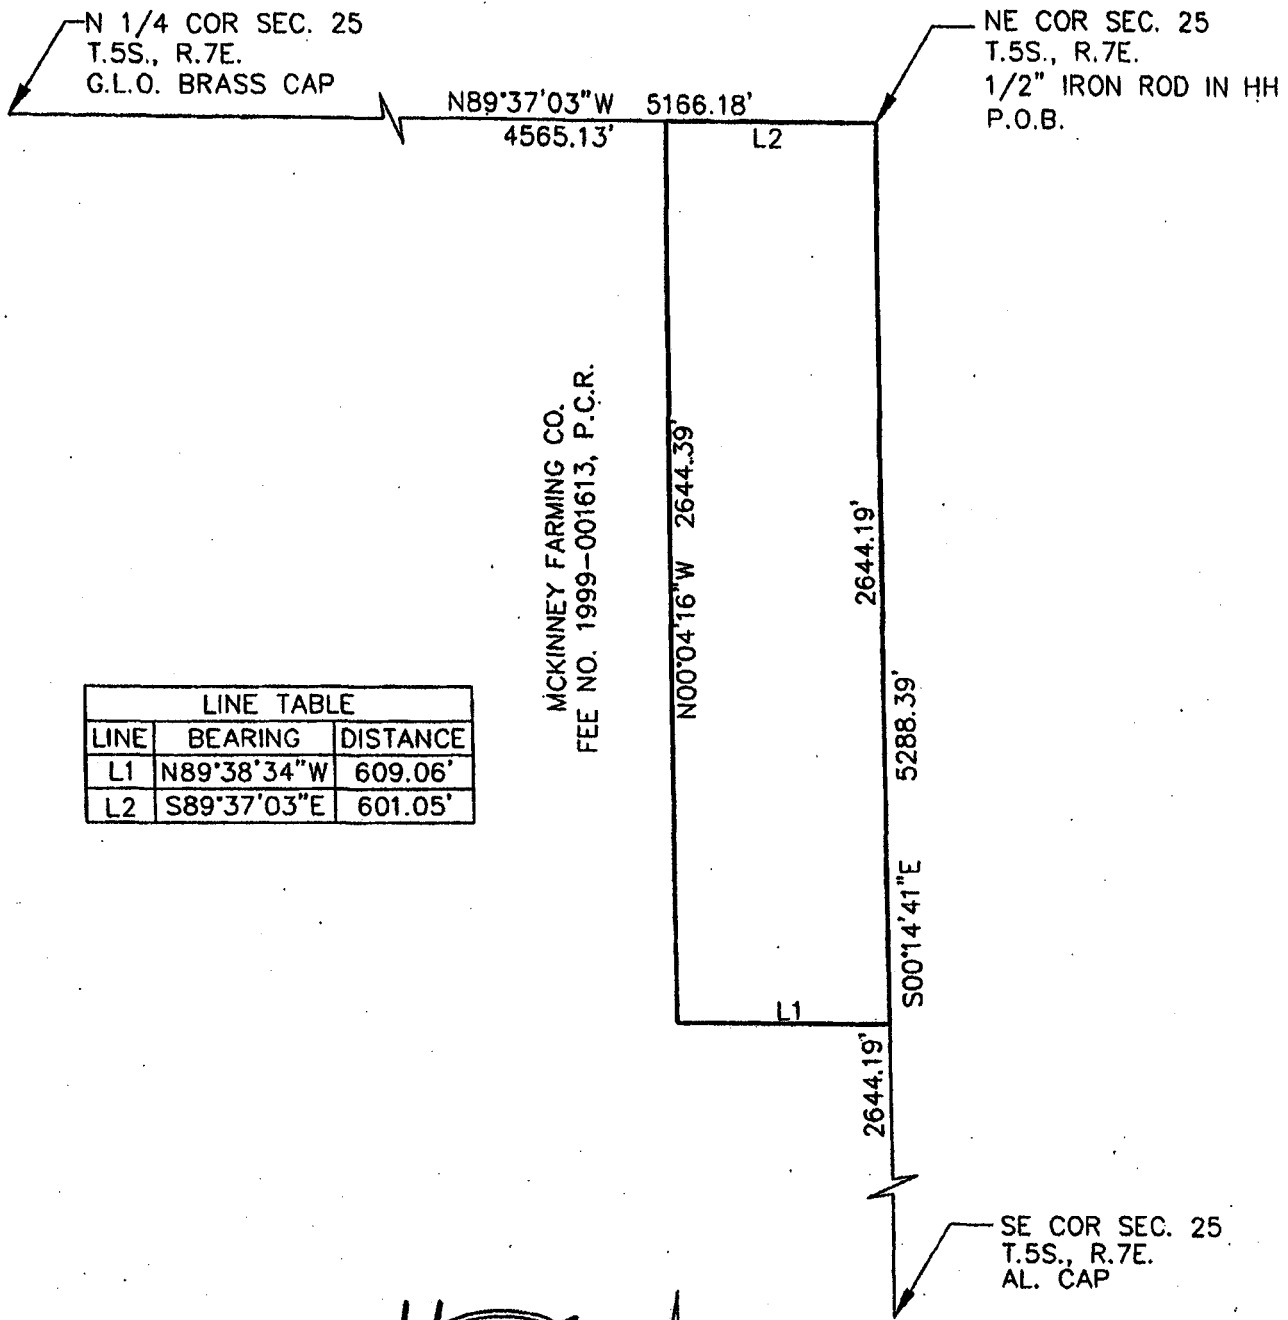 N 1/4 COR SEC. 25
T.5S., R.7E.
G.L.O. BRASS CAP
NE COR SEC. 25
T.5S., R.7E.
1/2" IRON ROD IN HH
P.O.B.
N89°37'03"W 5166.18'
4565.13'
L2
MCKINNEY FARMING CO.
FEE NO. 1999-001613, P.C.R.
N00°04'16"W 2644.39'
2644.19'
5288.39'
S00°14'41"E
LINE TABLE
LINE BEARING DISTANCE
L1 N89°38'34"W 609.06'
L2 S89°37'03"E 601.05'
L1
2644.19'
SE COR SEC. 25
T.5S., R.7E.
AL. CAP